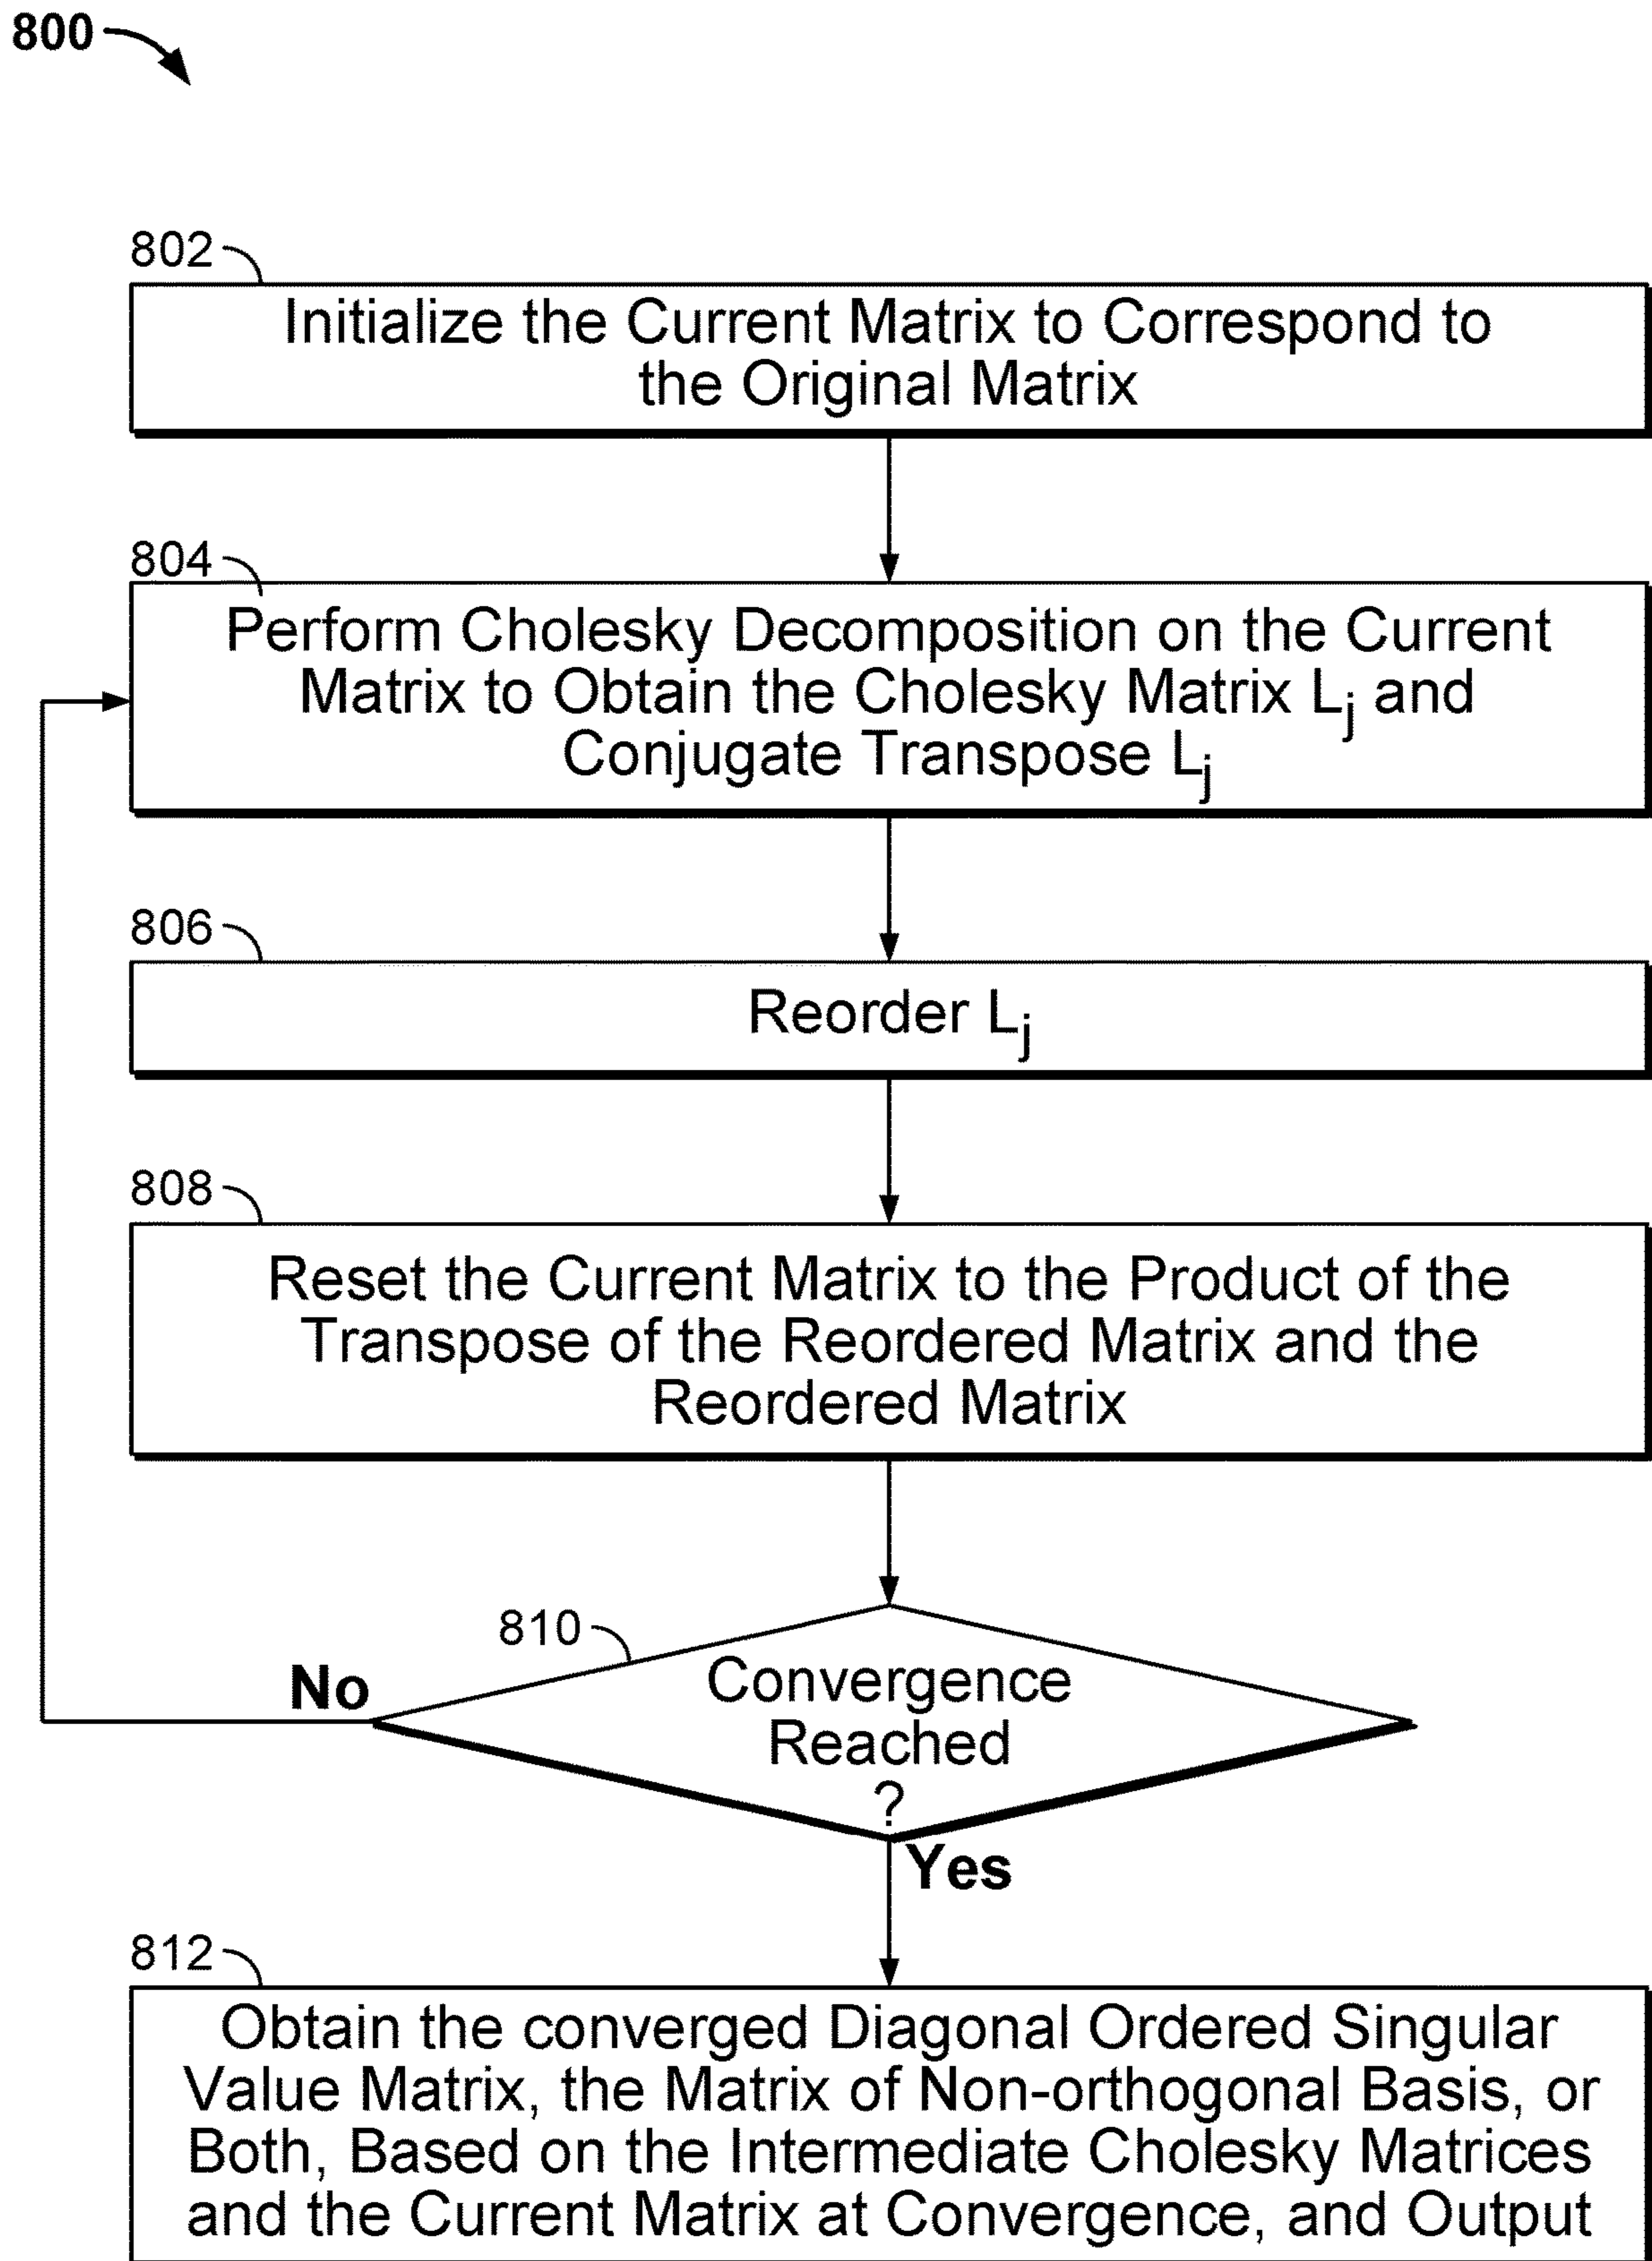 800
802
Initialize the Current Matrix to Correspond to
the Original Matrix
804
Perform Cholesky Decomposition on the Current
Matrix to Obtain the Cholesky Matrix Lj and
Conjugate Transpose Lj
806
Reorder Lj
808
Reset the Current Matrix to the Product of the
Transpose of the Reordered Matrix and the
Reordered Matrix
810
No
Convergence
Reached
?
Yes
812
Obtain the converged Diagonal Ordered Singular
Value Matrix, the Matrix of Non-orthogonal Basis, or
Both, Based on the Intermediate Cholesky Matrices
and the Current Matrix at Convergence, and Output